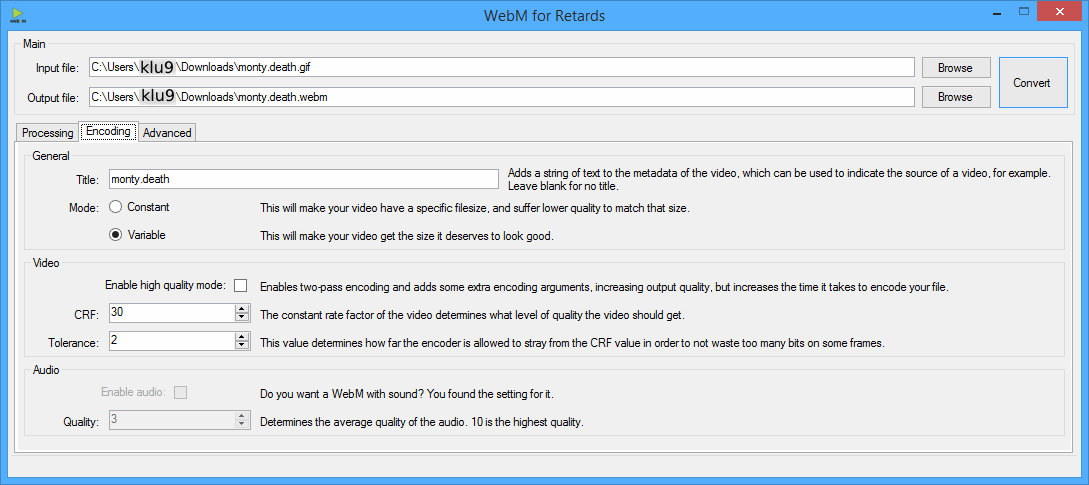 WebM for Retards
Main
Input file: C:\Users\klu9\Downloads\monty.death.gif Browse
Convert
Output file: C:\Users\klu9\Downloads\monty.death.webm Browse
Processing Encoding Advanced
General
Title: monty.death Adds a string of text to the metadata of the video, which can be used to indicate the source of a video, for example.
Leave blank for no title.
Mode: Constant This will make your video have a specific filesize, and suffer lower quality to match that size.
Variable This will make your video get the size it deserves to look good.
Video
Enable high quality mode: Enables two-pass encoding and adds some extra encoding arguments, increasing output quality, but increases the time it takes to encode your file.
CRF: 30 The constant rate factor of the video determines what level of quality the video should get.
Tolerance: 2 This value determines how far the encoder is allowed to stray from the CRF value in order to not waste too many bits on some frames.
Audio
Enable audio: Do you want a WebM with sound? You found the setting for it.
Quality: 3 Determines the average quality of the audio. 10 is the highest quality.